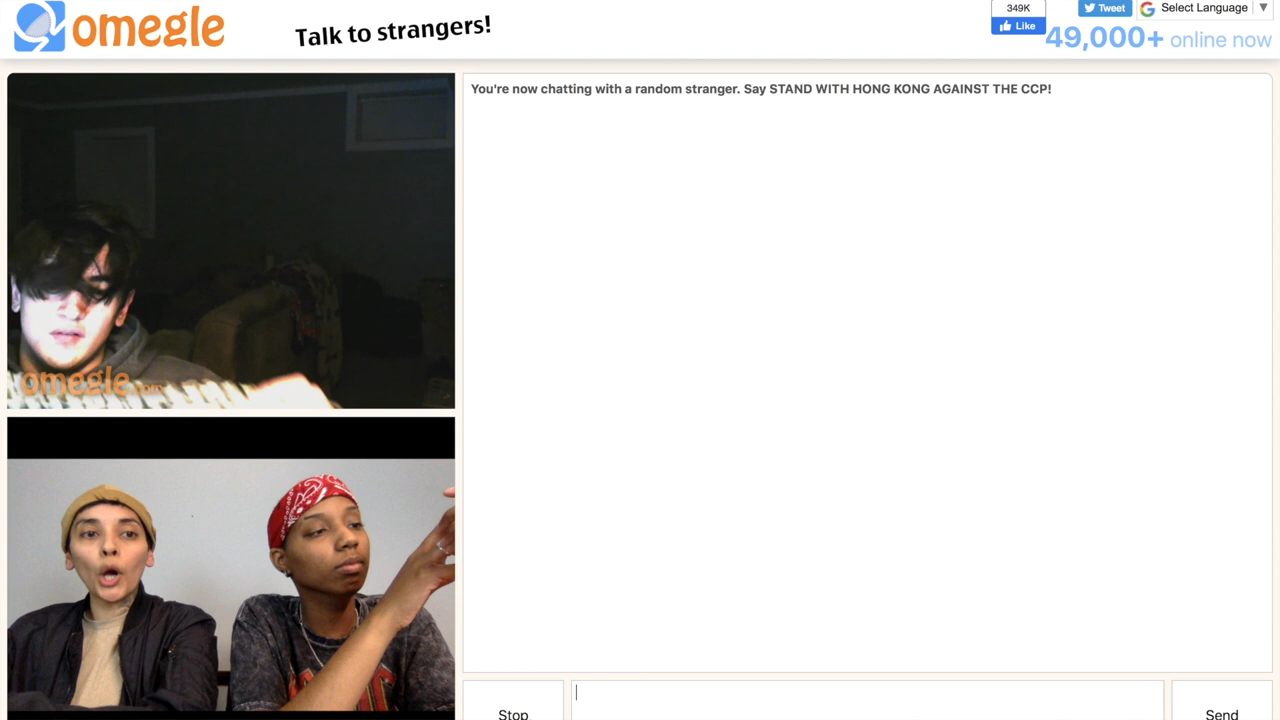 omegle
Talk to strangers!
349K
Like
Tweet
Select Language
49,000+ online now
You're now chatting with a random stranger. Say STAND WITH HONG KONG AGAINST THE CCP!
omegle.com
Stop
Send